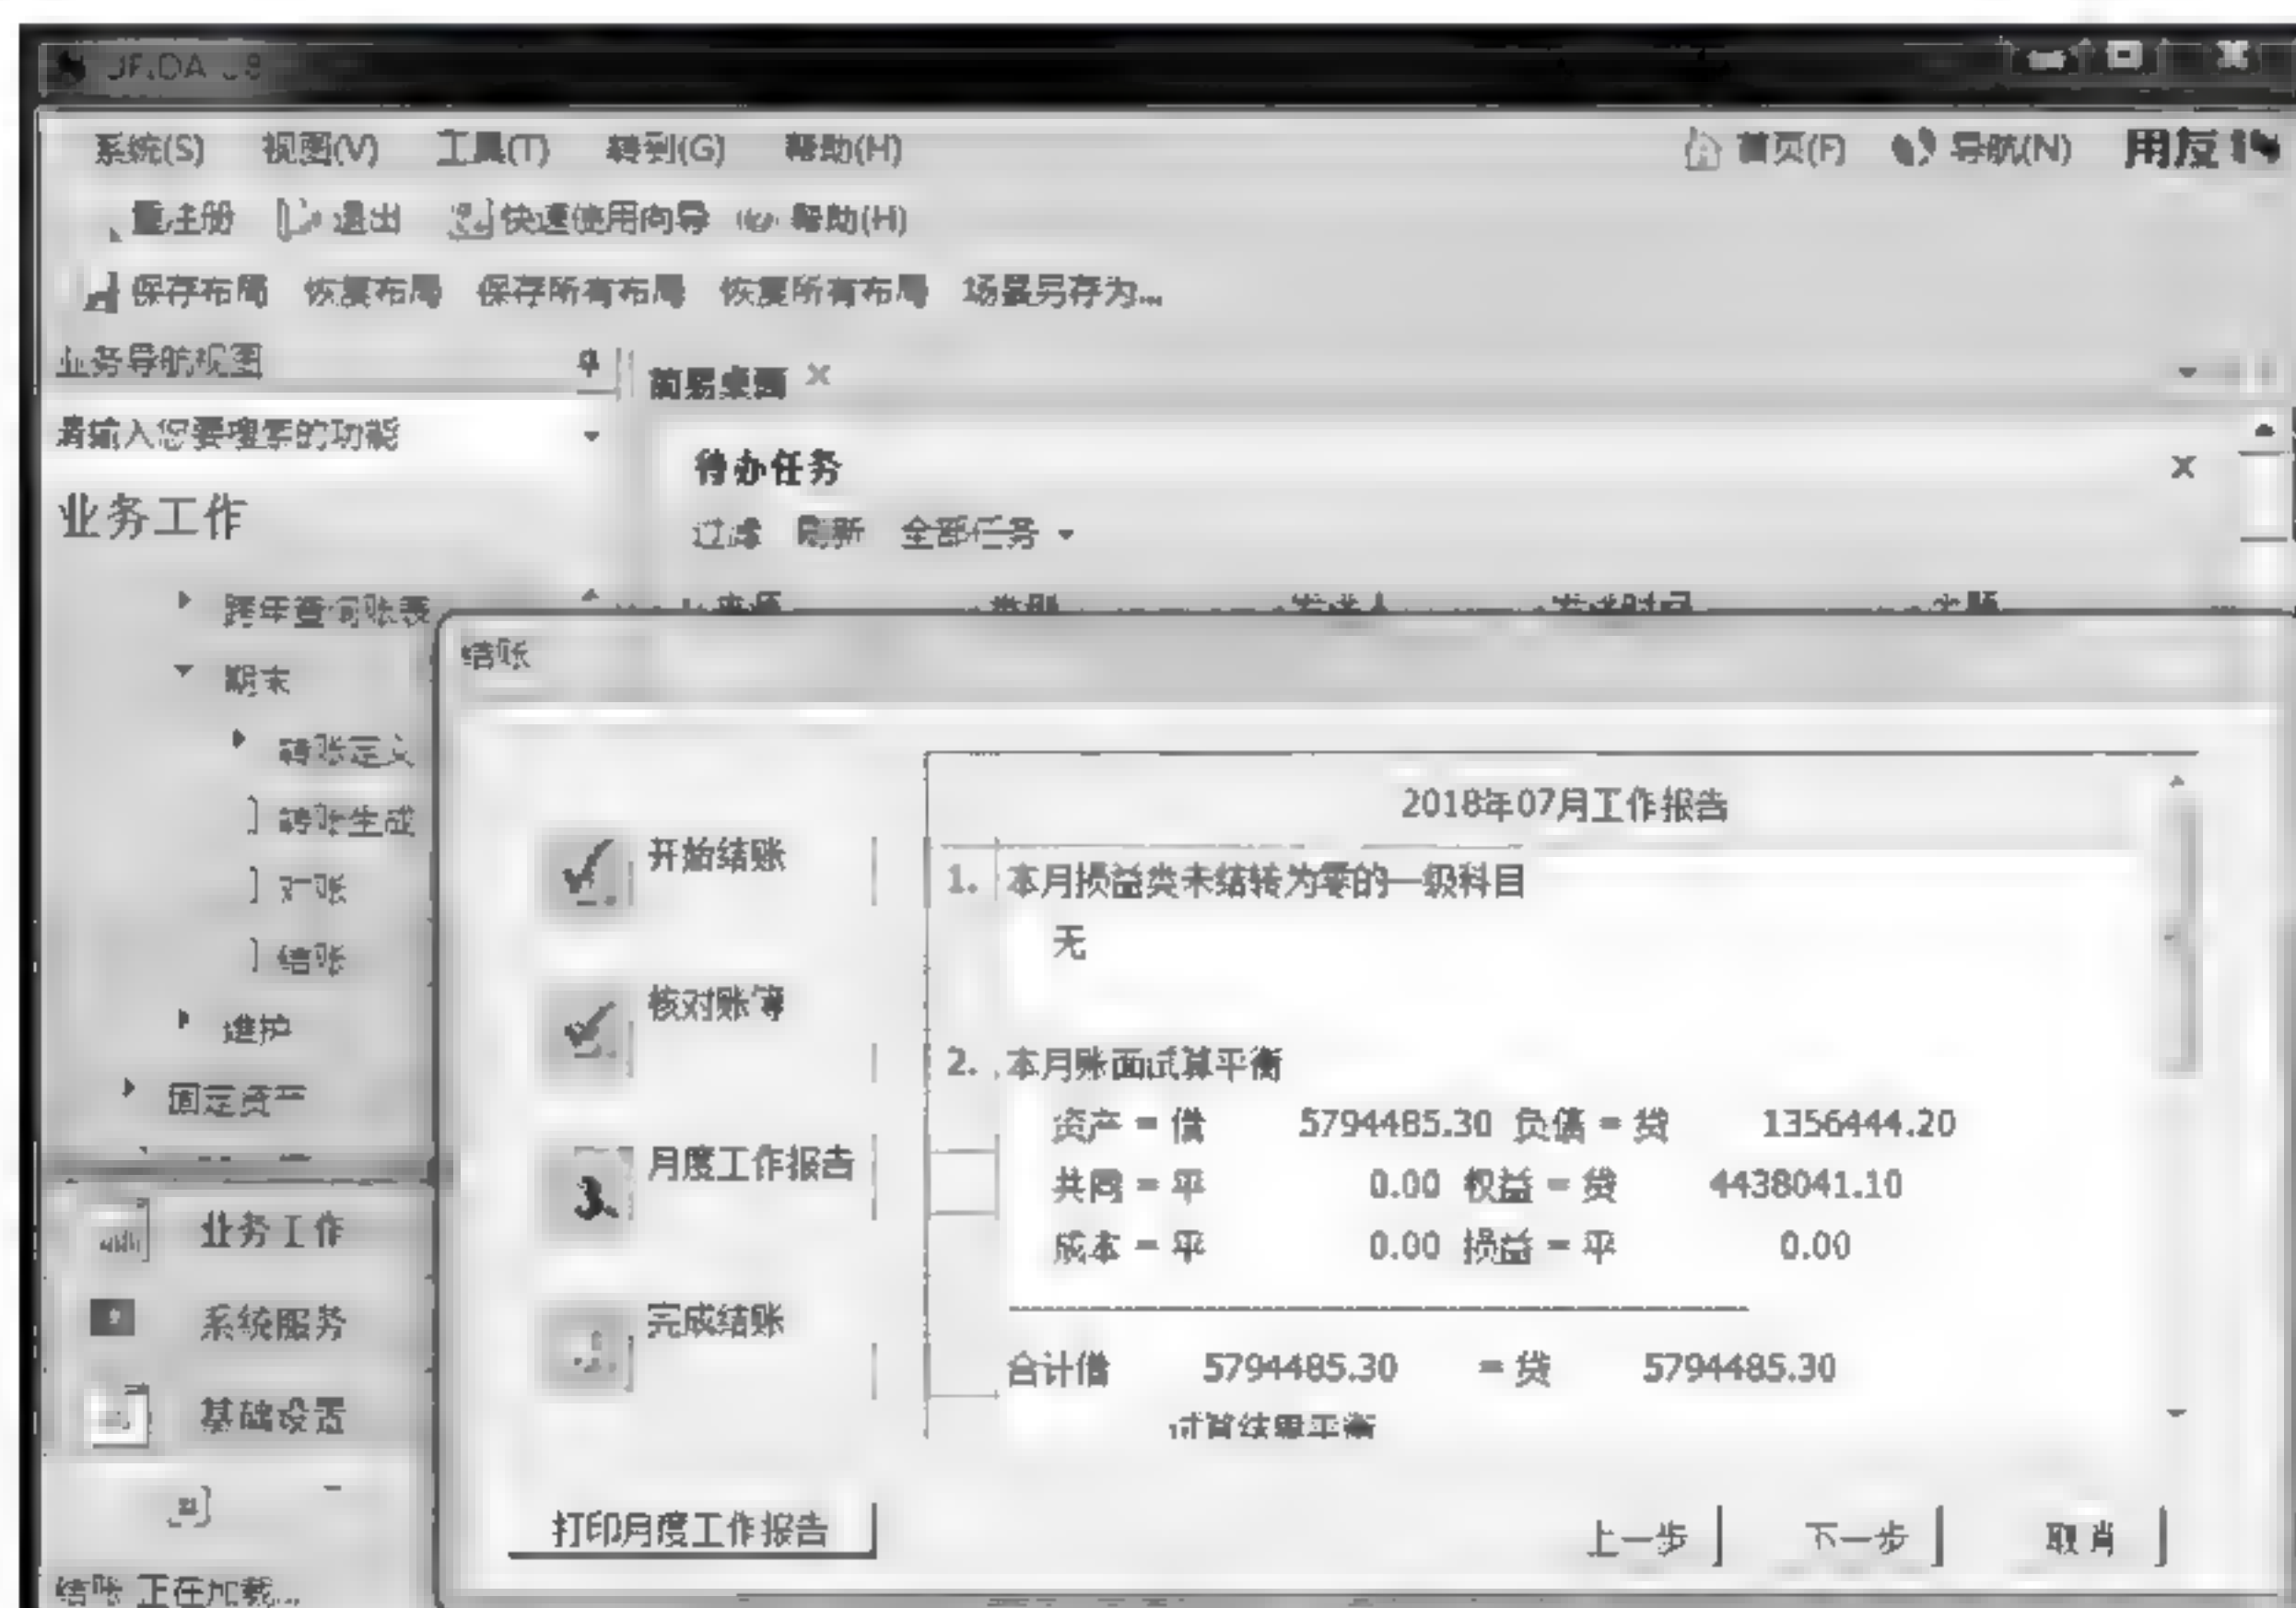 系统(S) 视图(V) 工具(T) 转到(G) 帮助(H) 首页(F) 导航(N) 用友
重注册 退出 快速使用向导 帮助(H)
保存布局 恢复布局 保存所有布局 恢复所有布局 场景另存为...
业务导航视图
简易桌面
请输入您要搜索的功能
待办任务
业务工作
过滤 刷新 全部任务
跨年查询账表
结账
期末
转账定义
转账生成
对账
结账
维护
固定资产
业务工作
系统服务
基础设置
开始结账
核对账簿
月度工作报告
完成结账
2018年07月工作报告
1. 本月损益类未结转为零的一级科目
无
2. 本月账面试算平衡
资产 = 借 5794485.30 负债 = 贷 1356444.20
共同 = 平 0.00 权益 = 贷 4438041.10
成本 = 平 0.00 损益 = 平 0.00
合计借 5794485.30 = 贷 5794485.30
试算结果平衡
打印月度工作报告 上一步 下一步 取消
结账 正在加载...